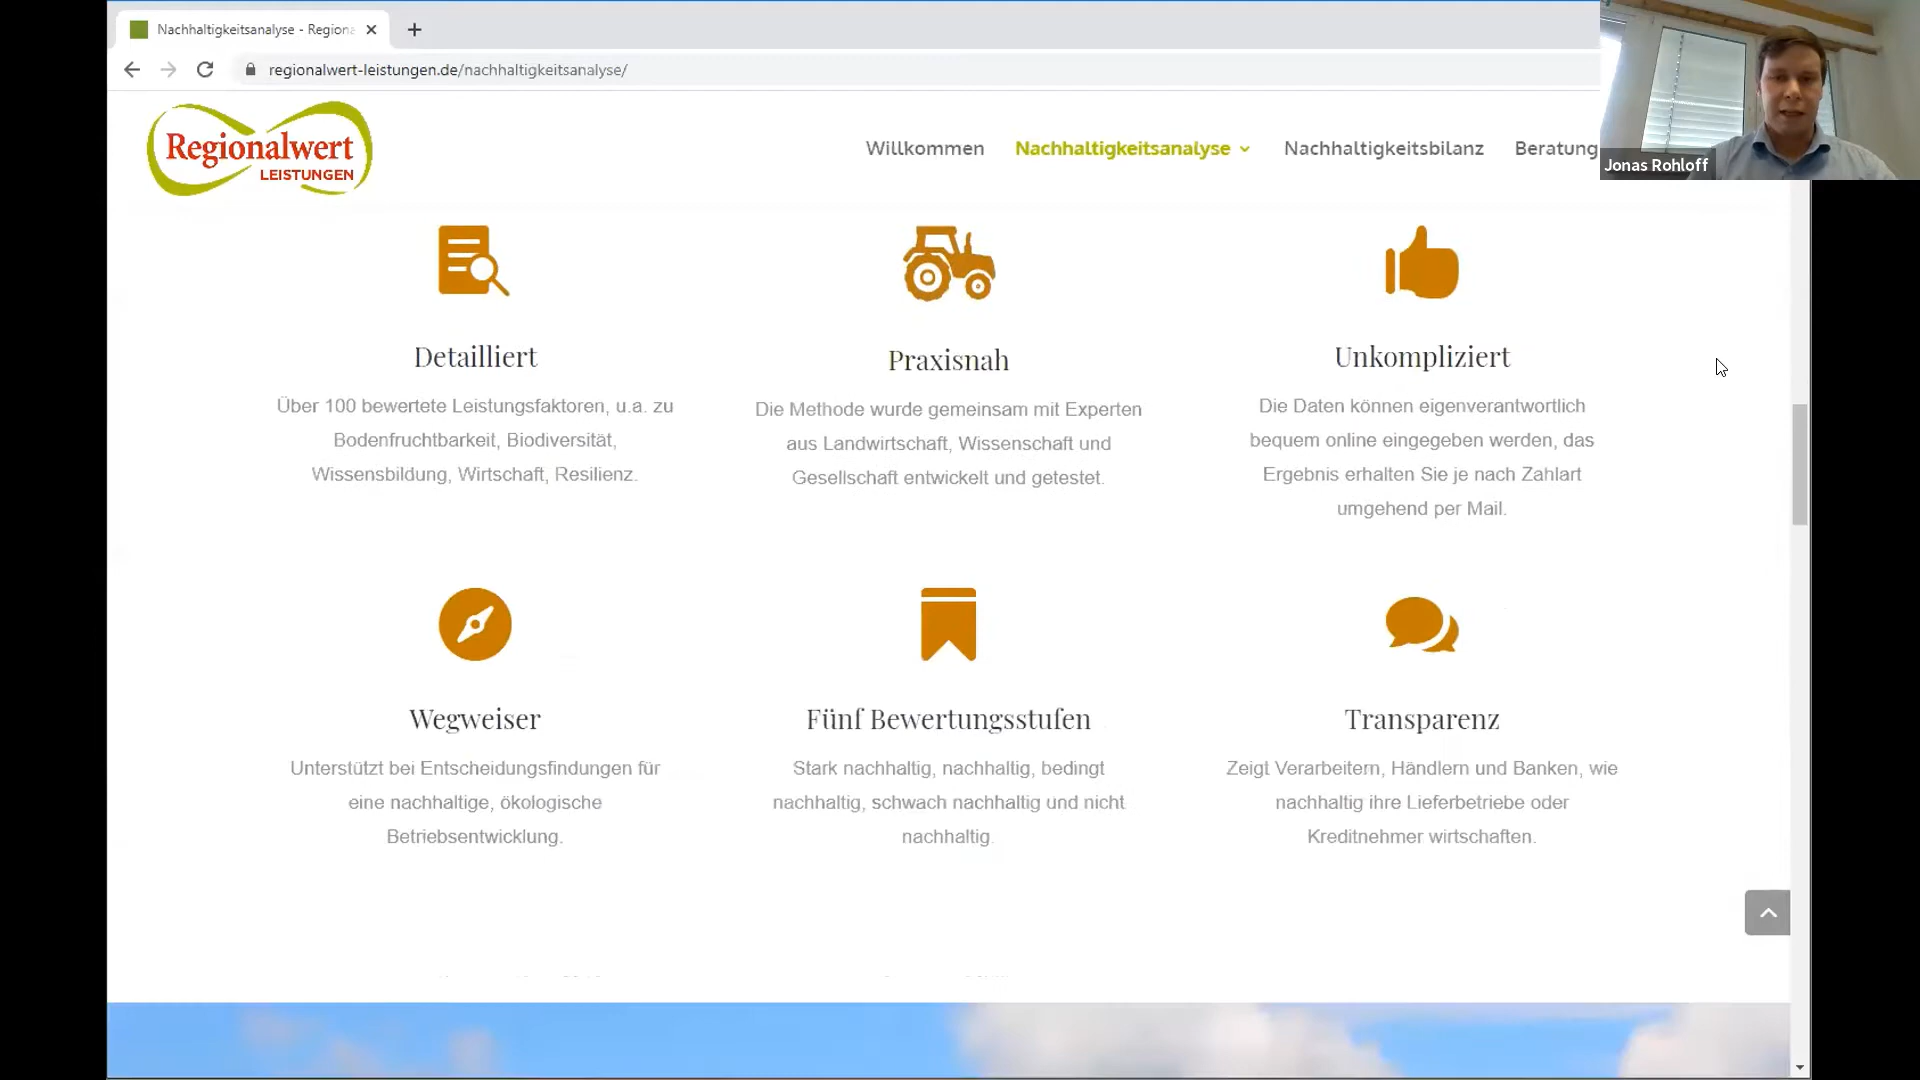 Nachhaltigkeitsanalyse - Regiona
regionalwert-leistungen.de/nachhaltigkeitsanalyse/
Regionalwert
LEISTUNGEN
Willkommen
Nachhaltigkeitsanalyse
Nachhaltigkeitsbilanz
Beratung
Jonas Rohloff
Detailliert
Über 100 bewertete Leistungsfaktoren, u.a. zu
Bodenfruchtbarkeit, Biodiversität,
Wissensbildung, Wirtschaft, Resilienz.
Praxisnah
Die Methode wurde gemeinsam mit Experten
aus Landwirtschaft, Wissenschaft und
Gesellschaft entwickelt und getestet.
Unkompliziert
Die Daten können eigenverantwortlich
bequem online eingegeben werden, das
Ergebnis erhalten Sie je nach Zahlart
umgehend per Mail.
Wegweiser
Unterstützt bei Entscheidungsfindungen für
eine nachhaltige, ökologische
Betriebsentwicklung.
Fünf Bewertungsstufen
Stark nachhaltig, nachhaltig, bedingt
nachhaltig, schwach nachhaltig und nicht
nachhaltig.
Transparenz
Zeigt Verarbeitern, Händlern und Banken, wie
nachhaltig ihre Lieferbetriebe oder
Kreditnehmer wirtschaften.